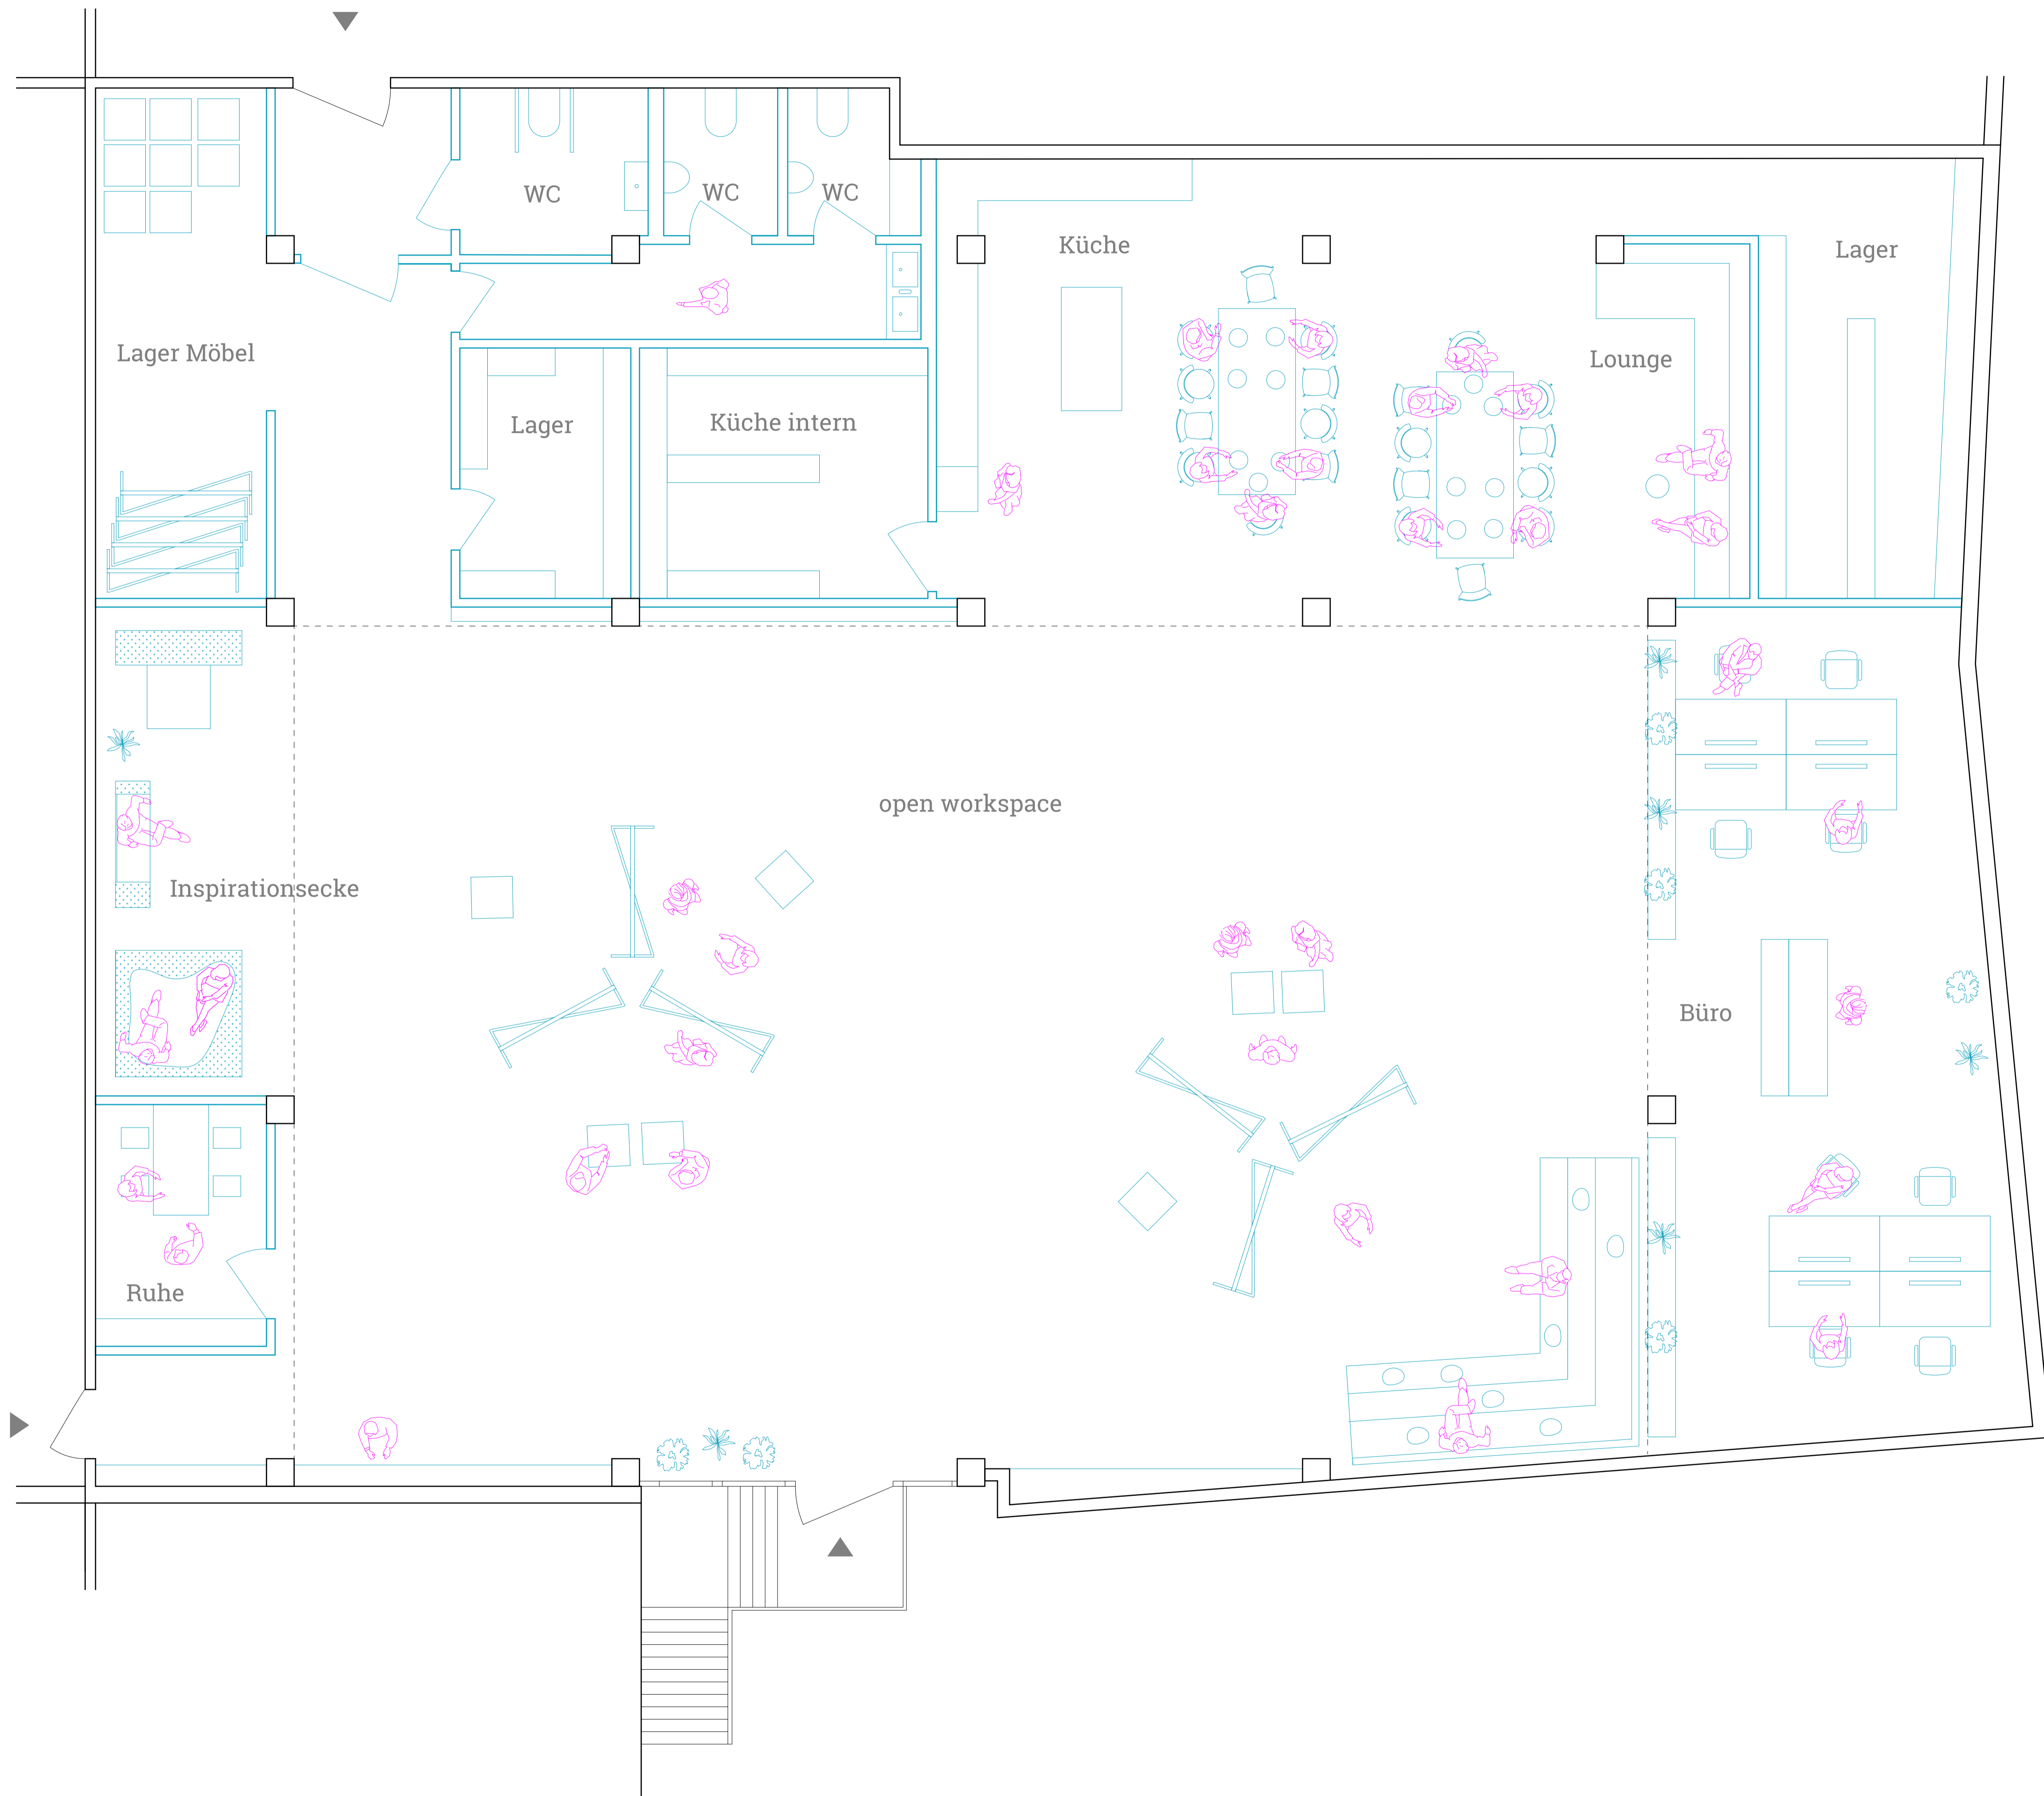 WC
WC
WC
Küche
Lager
Lager Möbel
Lounge
Lager
Küche intern
open workspace
Inspirationsecke
Büro
Ruhe